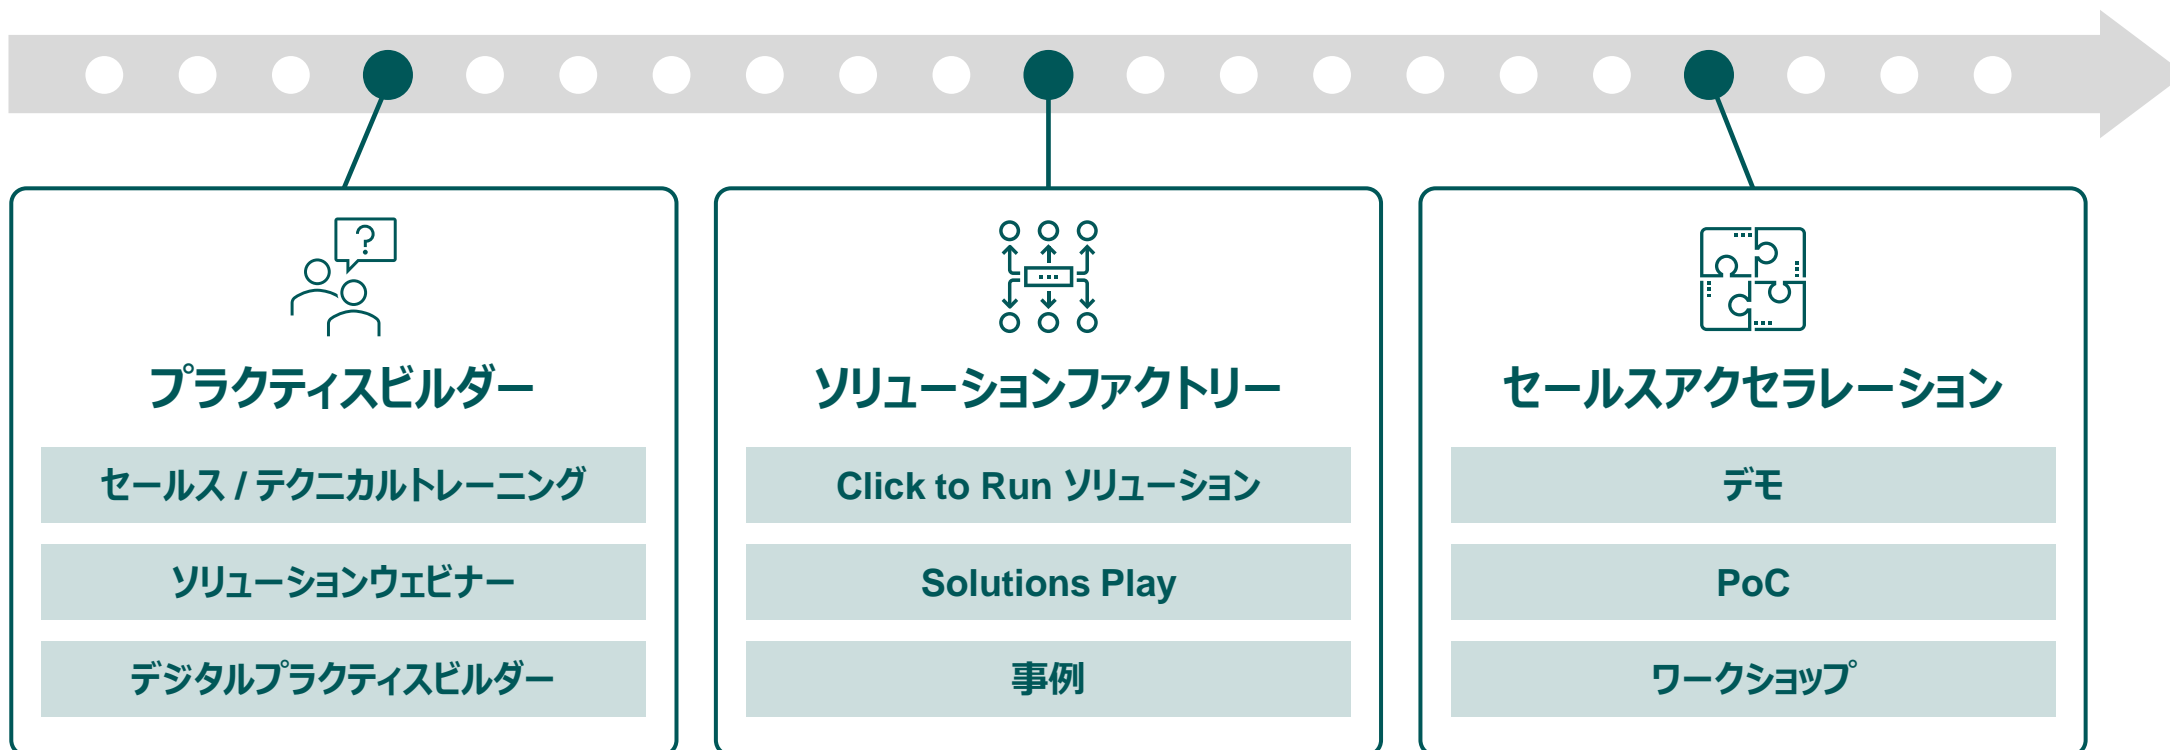 ?
プラクティスビルダー
セールス / テクニカルトレーニング
ソリューションウェビナー
デジタルプラクティスビルダー
ソリューションファクトリー
Click to Run ソリューション
Solutions Play
事例
セールスアクセラレーション
デモ
PoC
ワークショップ